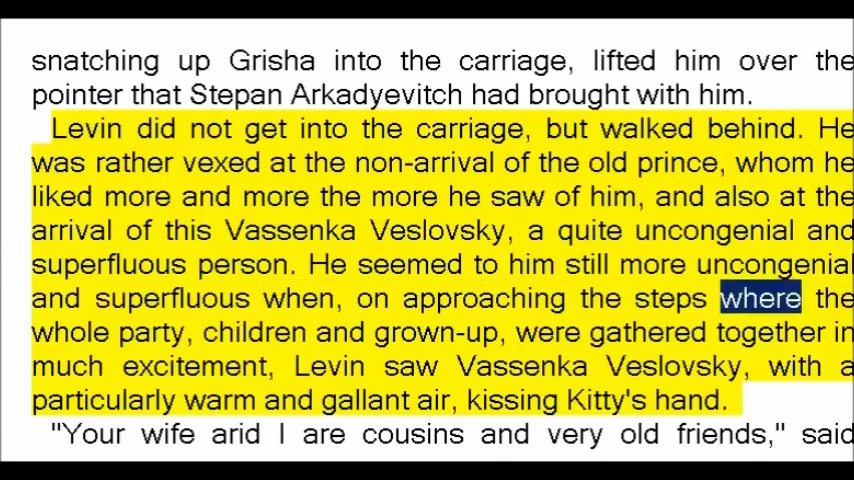 snatching up Grisha into the carriage, lifted him over the
pointer that Stepan Arkadyevitch had brought with him.
Levin did not get into the carriage, but walked behind. He
was rather vexed at the non-arrival of the old prince, whom he
liked more and more the more he saw of him, and also at the
arrival of this Vassenka Veslovsky, a quite uncongenial and
superfluous person. He seemed to him still more uncongenial
and superfluous when, on approaching the steps where the
whole party, children and grown-up, were gathered together in
much excitement, Levin saw Vassenka Veslovsky, with a
particularly warm and gallant air, kissing Kitty's hand.
"Your wife arid I are cousins and very old friends," said